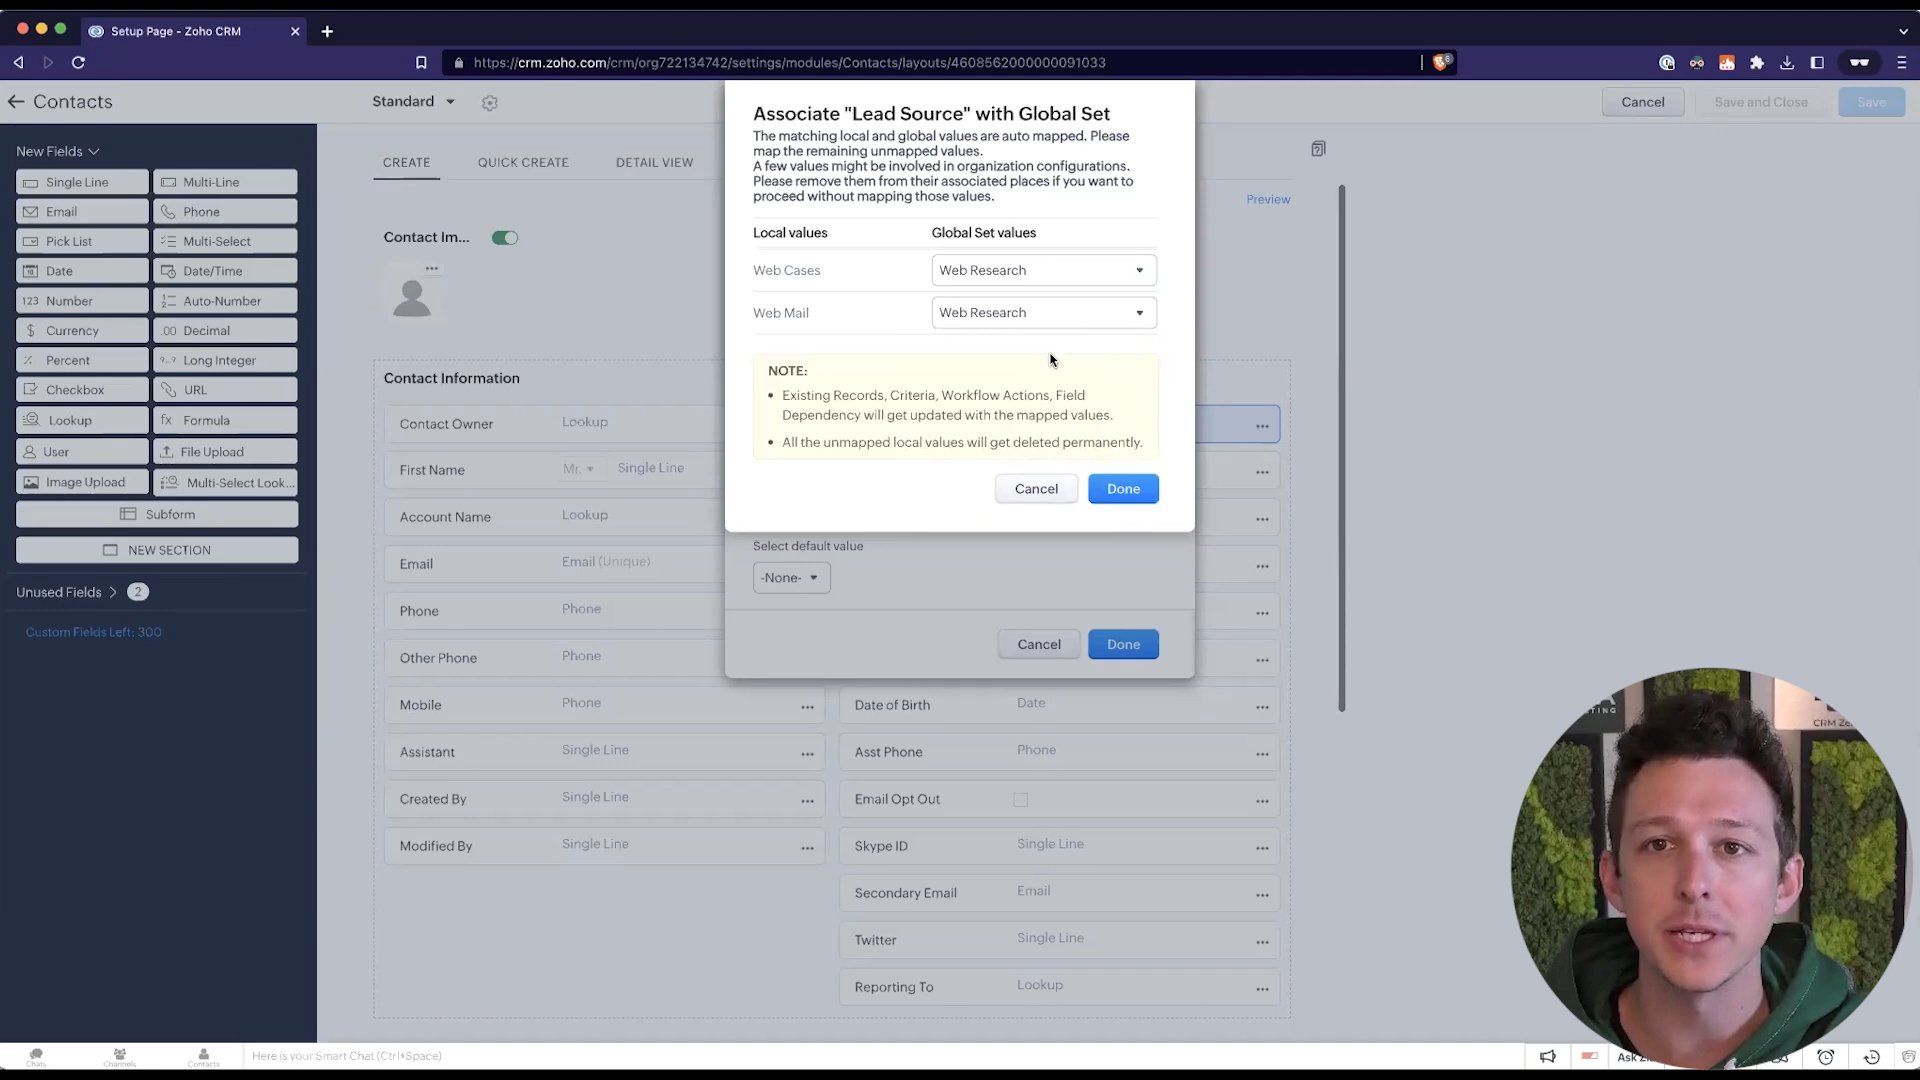 Setup Page - Zoho CRM
https://crm.zoho.com/crm/org722134742/settings/modules/Contacts/layouts/4608562000000091033
Contacts
Standard
Cancel
Save and Close
Save
New Fields
Single Line
Multi-Line
Email
Phone
Pick List
Multi-Select
Date
Date/Time
123 Number
Auto-Number
$ Currency
.00 Decimal
% Percent
Long Integer
Checkbox
URL
Lookup
fx Formula
User
File Upload
Image Upload
Multi-Select Look...
Subform
NEW SECTION
Unused Fields
2
Custom Fields Left: 300
CREATE
QUICK CREATE
DETAIL VIEW
Preview
Contact Im...
Contact Information
Contact Owner
Lookup
First Name
Mr.
Single Line
Account Name
Lookup
Email
Email (Unique)
Phone
Phone
Other Phone
Phone
Mobile
Phone
Assistant
Single Line
Created By
Single Line
Modified By
Single Line
Date of Birth
Date
Asst Phone
Phone
Email Opt Out
Skype ID
Single Line
Secondary Email
Email
Twitter
Single Line
Reporting To
Lookup
Associate "Lead Source" with Global Set
The matching local and global values are auto mapped. Please
map the remaining unmapped values.
A few values might be involved in organization configurations.
Please remove them from their associated places if you want to
proceed without mapping those values.
Local values
Global Set values
Web Cases
Web Research
Web Mail
Web Research
NOTE:
• Existing Records, Criteria, Workflow Actions, Field
Dependency will get updated with the mapped values.
• All the unmapped local values will get deleted permanently.
Cancel
Done
Select default value
-None-
Cancel
Done
Chats
Channels
Contacts
Here is your Smart Chat (Ctrl+Space)
Ask